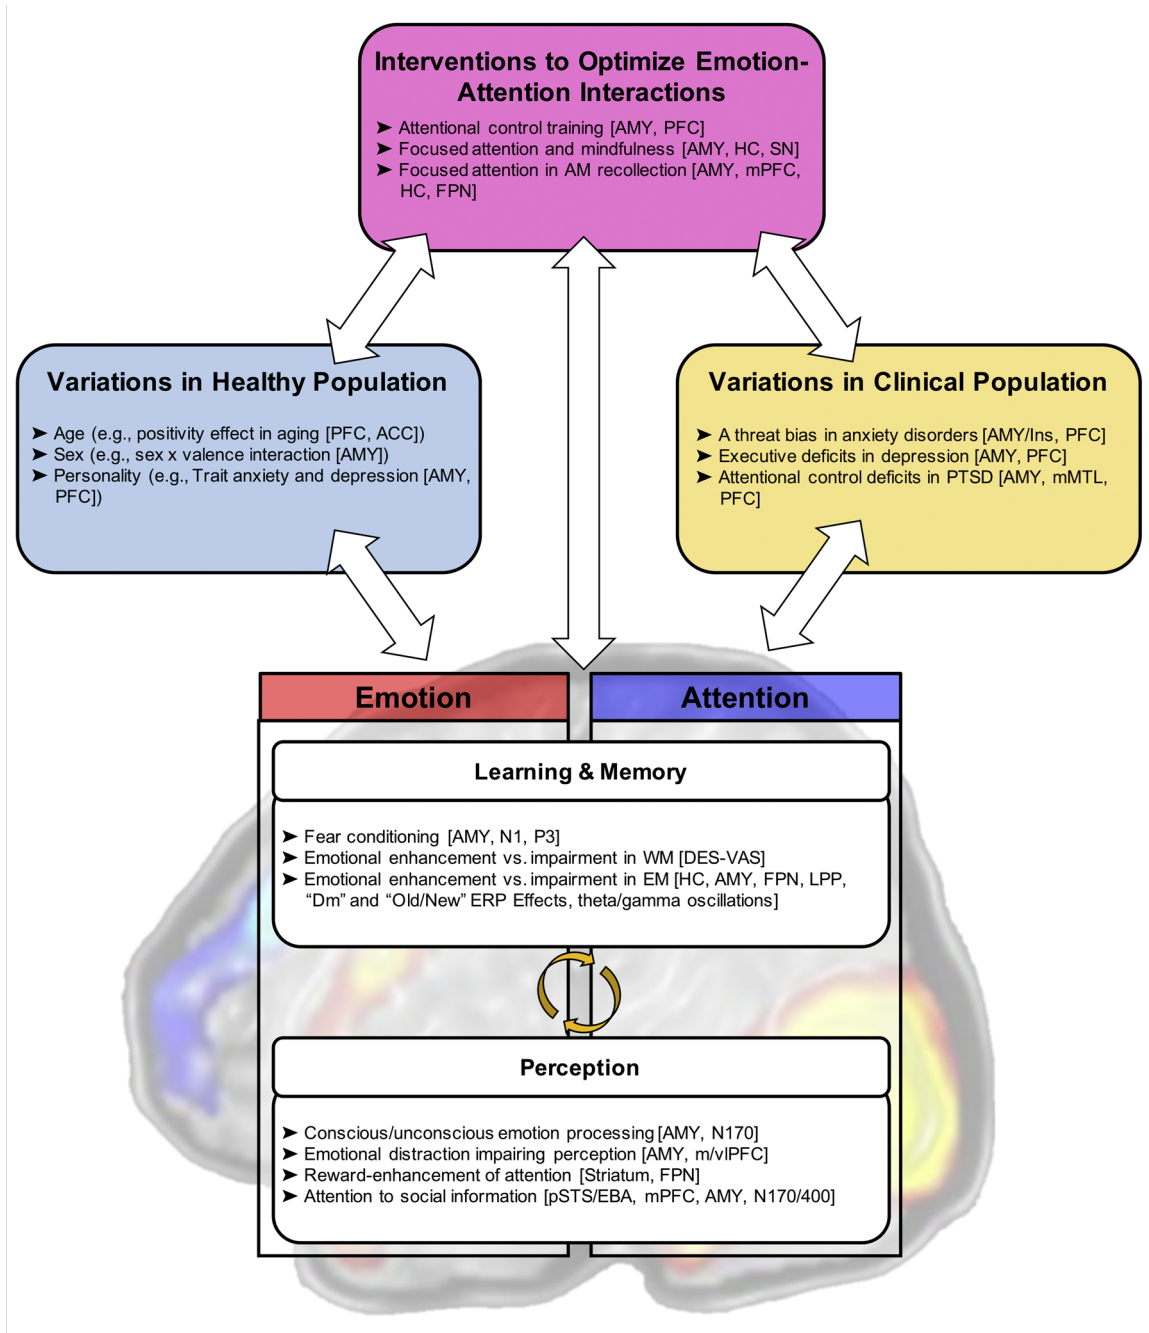 Interventions to Optimize Emotion-
Attention Interactions
➤ Attentional control training [AMY, PFC]
➤ Focused attention and mindfulness [AMY, HC, SN]
➤ Focused attention in AM recollection [AMY, mPFC,
HC, FPN]
Variations in Healthy Population
➤ Age (e.g., positivity effect in aging [PFC, ACC])
➤ Sex (e.g., sex x valence interaction [AMY])
➤ Personality (e.g., Trait anxiety and depression [AMY,
PFC])
Variations in Clinical Population
➤ A threat bias in anxiety disorders [AMY/Ins, PFC]
➤ Executive deficits in depression [AMY, PFC]
➤ Attentional control deficits in PTSD [AMY, mMTL,
PFC]
Emotion
Attention
Learning & Memory
➤ Fear conditioning [AMY, N1, P3]
➤ Emotional enhancement vs. impairment in WM [DES-VAS]
➤ Emotional enhancement vs. impairment in EM [HC, AMY, FPN, LPP,
“Dm” and “Old/New” ERP Effects, theta/gamma oscillations]
Perception
➤ Conscious/unconscious emotion processing [AMY, N170]
➤ Emotional distraction impairing perception [AMY, m/vlPFC]
➤ Reward-enhancement of attention [Striatum, FPN]
➤ Attention to social information [pSTS/EBA, mPFC, AMY, N170/400]